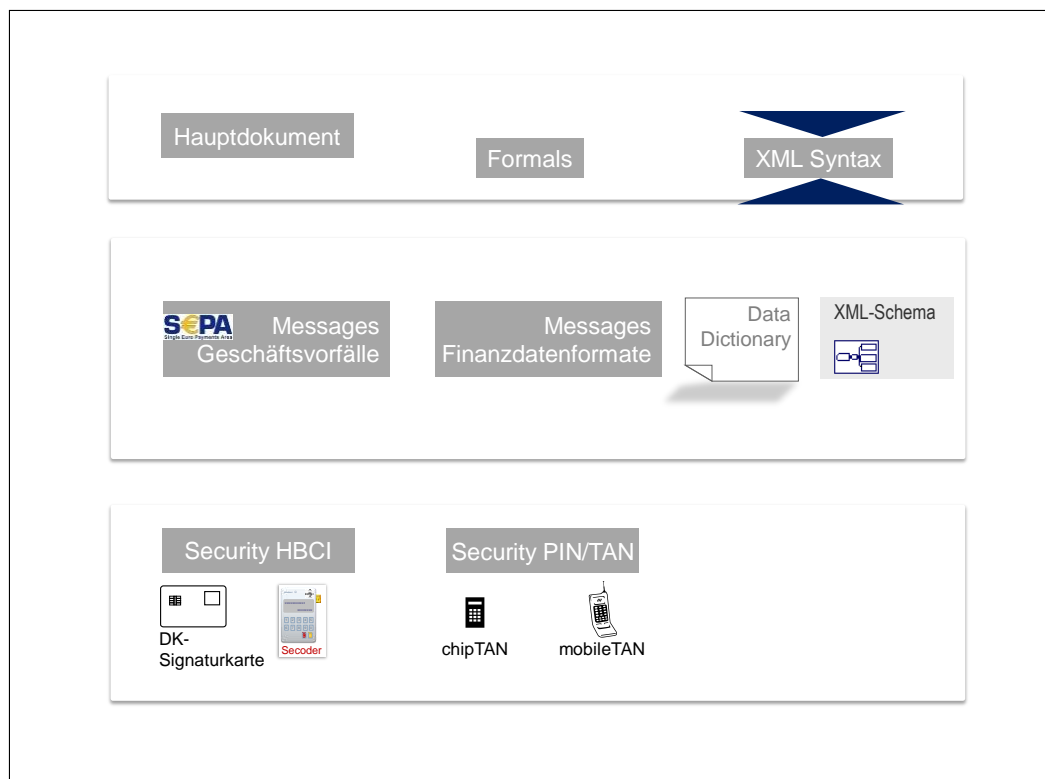 Hauptdokument
Formals
XML Syntax
S€PA
Single Euro Payments Area
Messages
Geschäftsvorfälle
Messages
Finanzdatenformate
Data
Dictionary
XML-Schema
Security HBCI
Security PIN/TAN
DK-
Signaturkarte
Secoder
chipTAN
mobileTAN